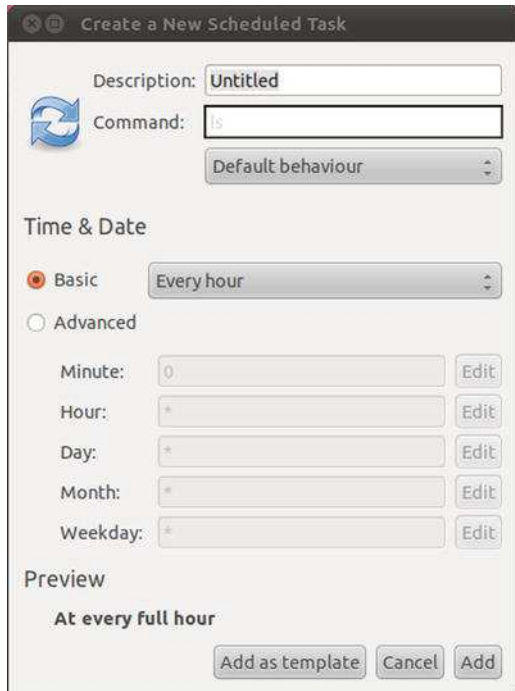 Create a New Scheduled Task
Description: Untitled
Command: ls
Default behaviour
Time & Date
Basic Every hour
Advanced
Minute: 0 Edit
Hour: * Edit
Day: * Edit
Month: * Edit
Weekday: * Edit
Preview
At every full hour
Add as template Cancel Add